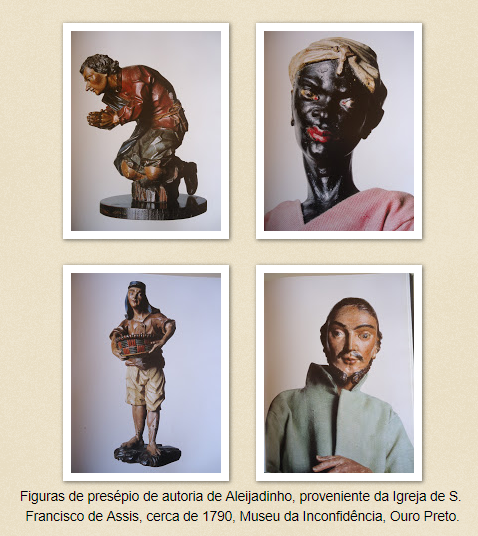 Figuras de presépio de autoria de Aleijadinho, proveniente da Igreja de S.
Francisco de Assis, cerca de 1790, Museu da Inconfidência, Ouro Preto.